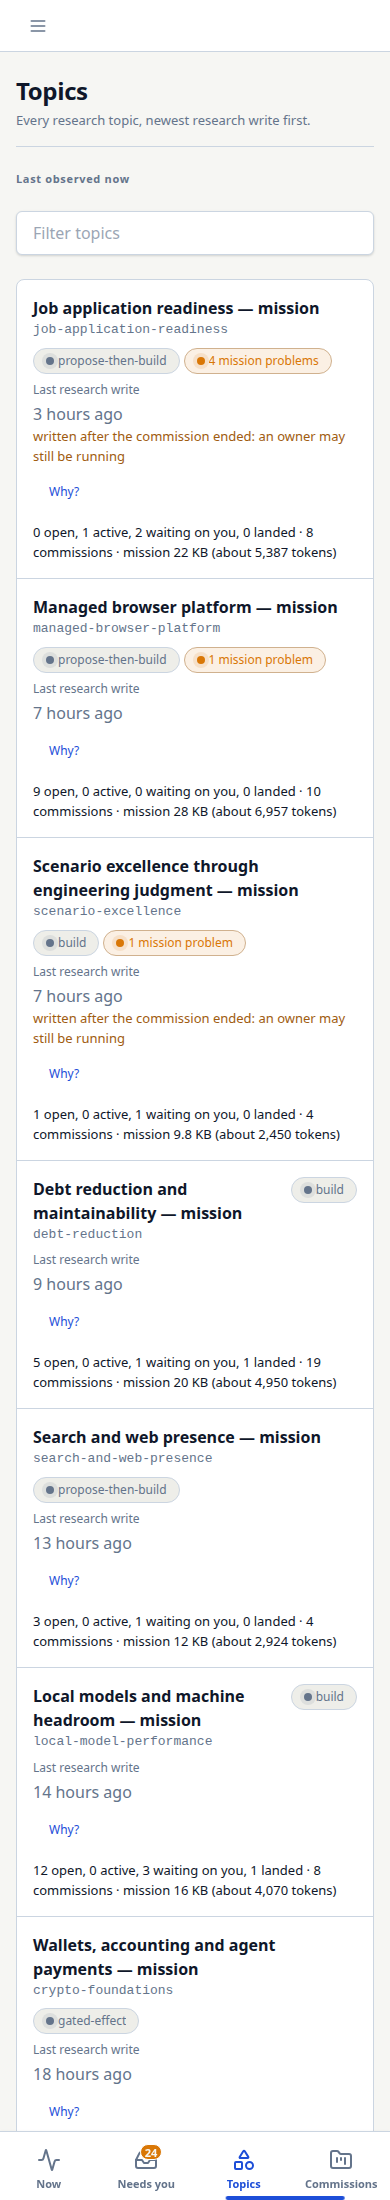 Topics
Every research topic, newest research write first.
Last observed now
Filter topics
Job application readiness — mission
job-application-readiness
propose-then-build
4 mission problems
Last research write
3 hours ago
written after the commission ended: an owner may
still be running
Why?
0 open, 1 active, 2 waiting on you, 0 landed · 8
commissions · mission 22 KB (about 5,387 tokens)
Managed browser platform — mission
managed-browser-platform
propose-then-build
1 mission problem
Last research write
7 hours ago
Why?
9 open, 0 active, 0 waiting on you, 0 landed · 10
commissions · mission 28 KB (about 6,957 tokens)
Scenario excellence through
engineering judgment — mission
scenario-excellence
build
1 mission problem
Last research write
7 hours ago
written after the commission ended: an owner may
still be running
Why?
1 open, 0 active, 1 waiting on you, 0 landed · 4
commissions · mission 9.8 KB (about 2,450 tokens)
Debt reduction and
maintainability — mission
build
debt-reduction
Last research write
9 hours ago
Why?
5 open, 0 active, 1 waiting on you, 1 landed · 19
commissions · mission 20 KB (about 4,950 tokens)
Search and web presence — mission
search-and-web-presence
propose-then-build
Last research write
13 hours ago
Why?
3 open, 0 active, 1 waiting on you, 0 landed · 4
commissions · mission 12 KB (about 2,924 tokens)
Local models and machine
headroom — mission
build
local-model-performance
Last research write
14 hours ago
Why?
12 open, 0 active, 3 waiting on you, 1 landed · 8
commissions · mission 16 KB (about 4,070 tokens)
Wallets, accounting and agent
payments — mission
crypto-foundations
gated-effect
Last research write
18 hours ago
Why?
24
Now
Needs you
Topics
Commissions